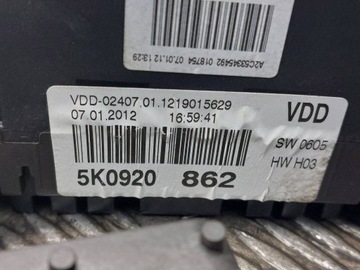 A2C53345492 018754 07.01.12 13:29
VDD-02407.01.1219015629
VDD
07.01.2012 16:59:41
SW 0605
HW H03
5K0920 862